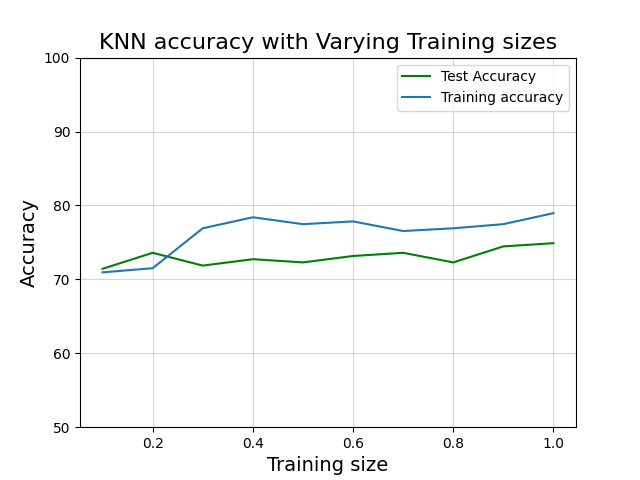 KNN accuracy with Varying Training sizes
Test Accuracy
Training accuracy
Accuracy
100
90
80
70
60
50
0.2
0.4
0.6
0.8
1.0
Training size